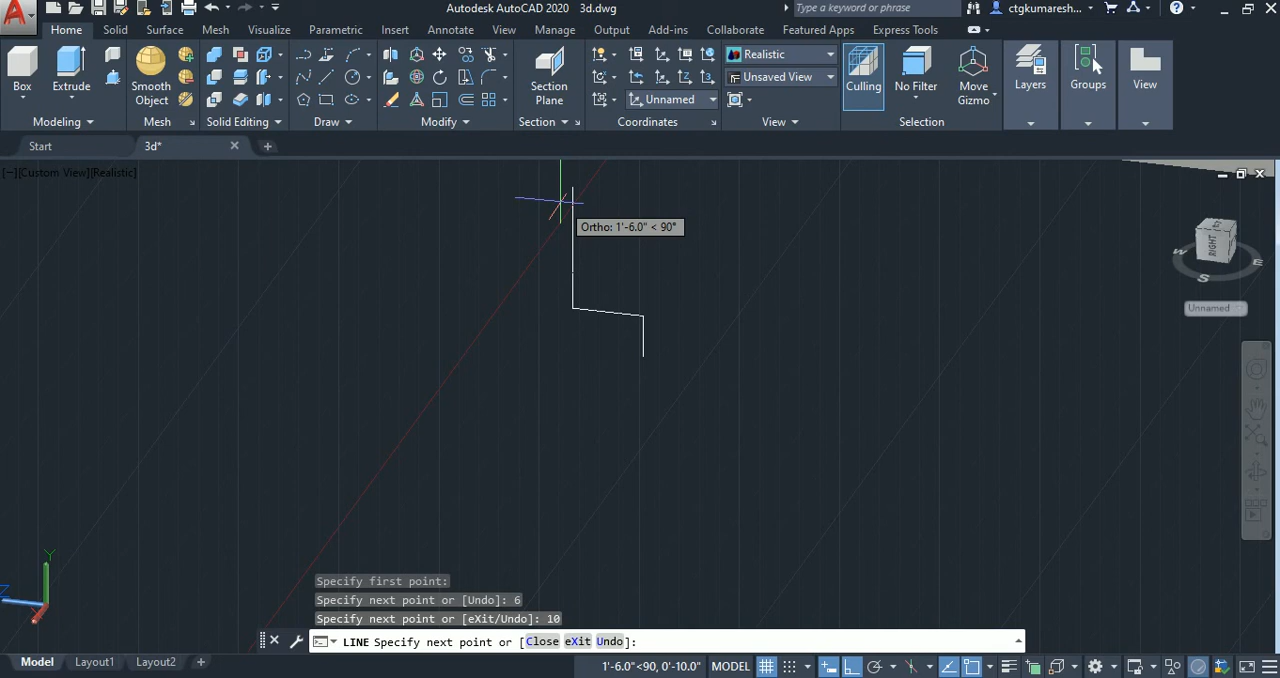 Autodesk AutoCAD 2020 3d.dwg
Type a keyword or phrase
ctgkumaresh...
Home Solid Surface Mesh Visualize Parametric Insert Annotate View Manage Output Add-ins Collaborate Featured Apps Express Tools
Box Extrude Smooth Object Section Plane Realistic Unsaved View Unnamed Culling No Filter Move Gizmo Layers Groups View
Modeling Mesh Solid Editing Draw Modify Section Coordinates View Selection
Start 3d*
[−][Custom View][Realistic]
Ortho: 1'-6.0" < 90°
RIGHT
W
E
S
Unnamed
Y
Z
X
Specify first point:
Specify next point or [Undo]: 6
Specify next point or [eXit/Undo]: 10
LINE Specify next point or [Close eXit Undo]:
Model Layout1 Layout2 + 1'-6.0"<90, 0'-10.0" MODEL